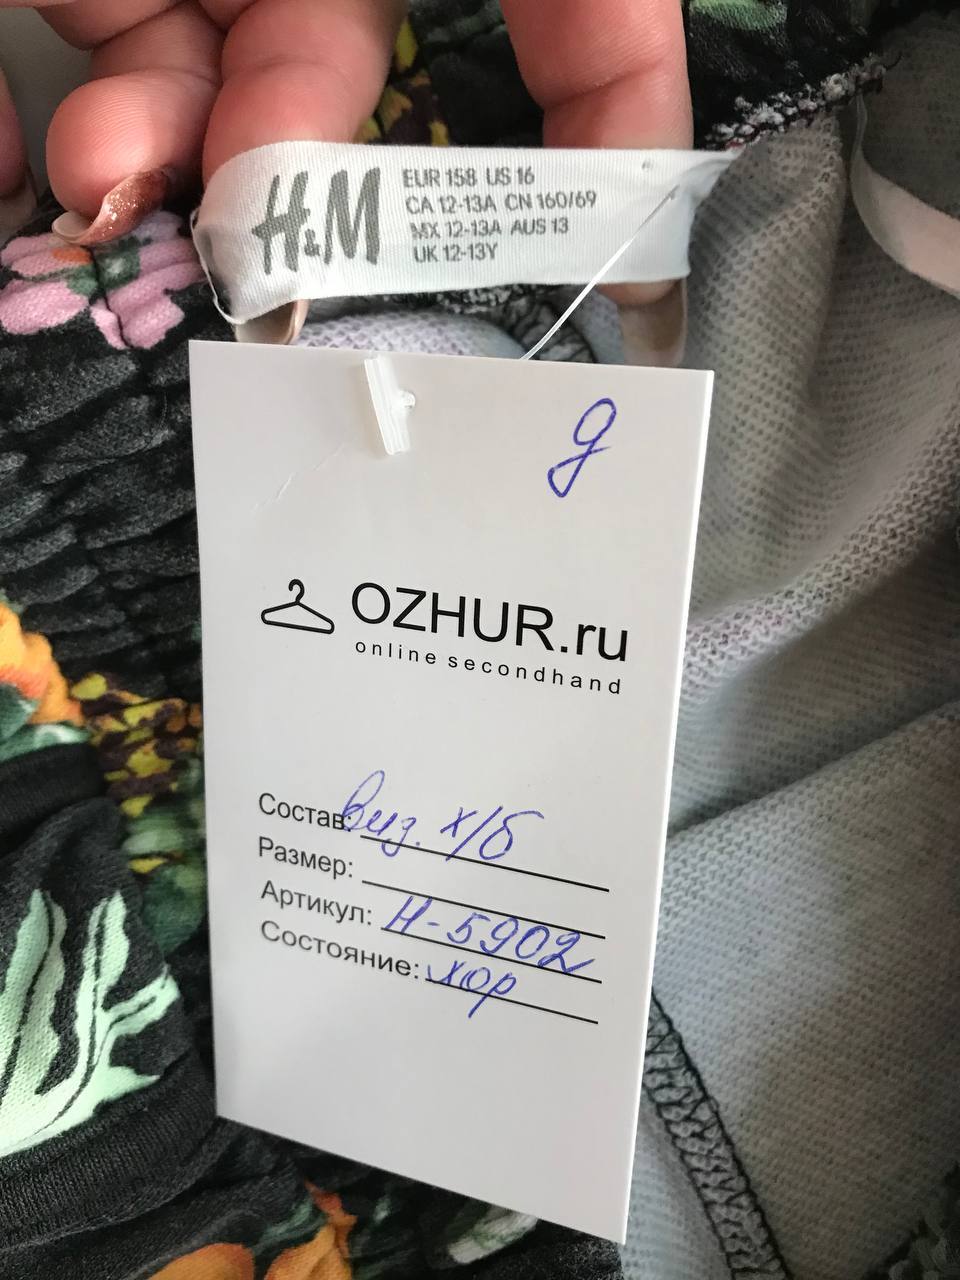 H&M
EUR 158 US 16
CA 12-13A CN 160/69
MX 12-13A AUS 13
UK 12-13Y
д
OZHUR.ru
online secondhand
Состав: виз. х/б
Размер:
Артикул: Н-5902
Состояние: хор